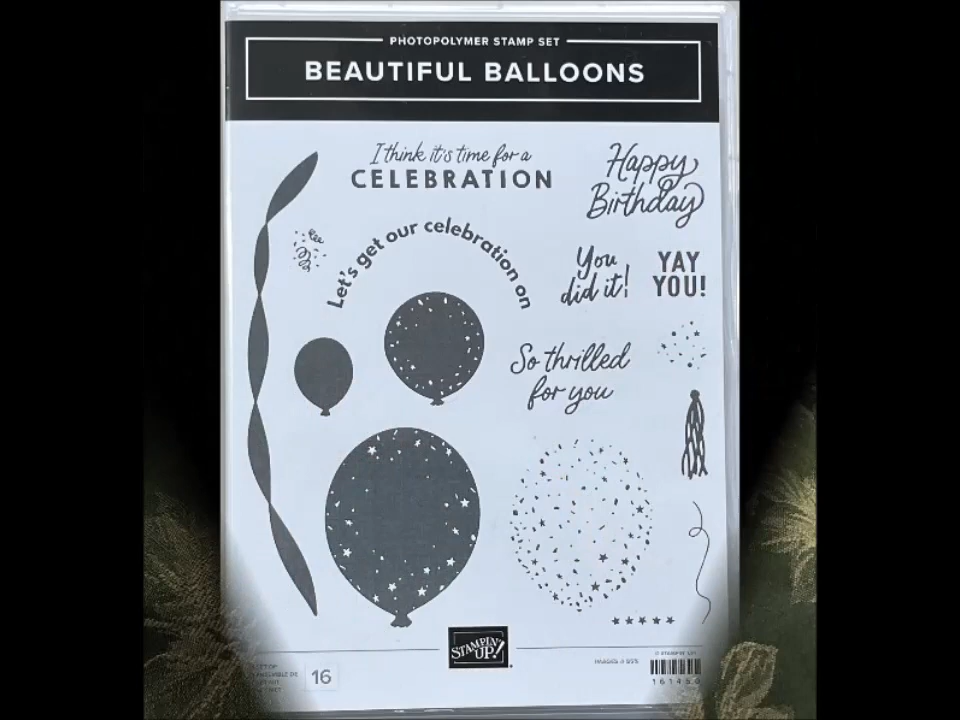 PHOTOPOLYMER STAMP SET
BEAUTIFUL BALLOONS
I think it's time for a
CELEBRATION
Happy
Birthday
Let's get our celebration on
You
did it!
YAY
YOU!
So thrilled
for you
STAMPIN' UP!
16
161450